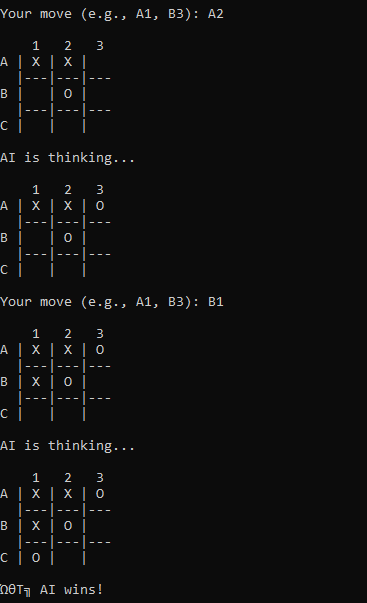 Your move (e.g., A1, B3): A2
    1   2   3
A | X | X |
  |---|---|---
B |   | O |
  |---|---|---
C |   |   |
AI is thinking...
    1   2   3
A | X | X | O
  |---|---|---
B |   | O |
  |---|---|---
C |   |   |
Your move (e.g., A1, B3): B1
    1   2   3
A | X | X | O
  |---|---|---
B | X | O |
  |---|---|---
C |   |   |
AI is thinking...
    1   2   3
A | X | X | O
  |---|---|---
B | X | O |
  |---|---|---
C | O |   |
ΩθΤ╗ AI wins!